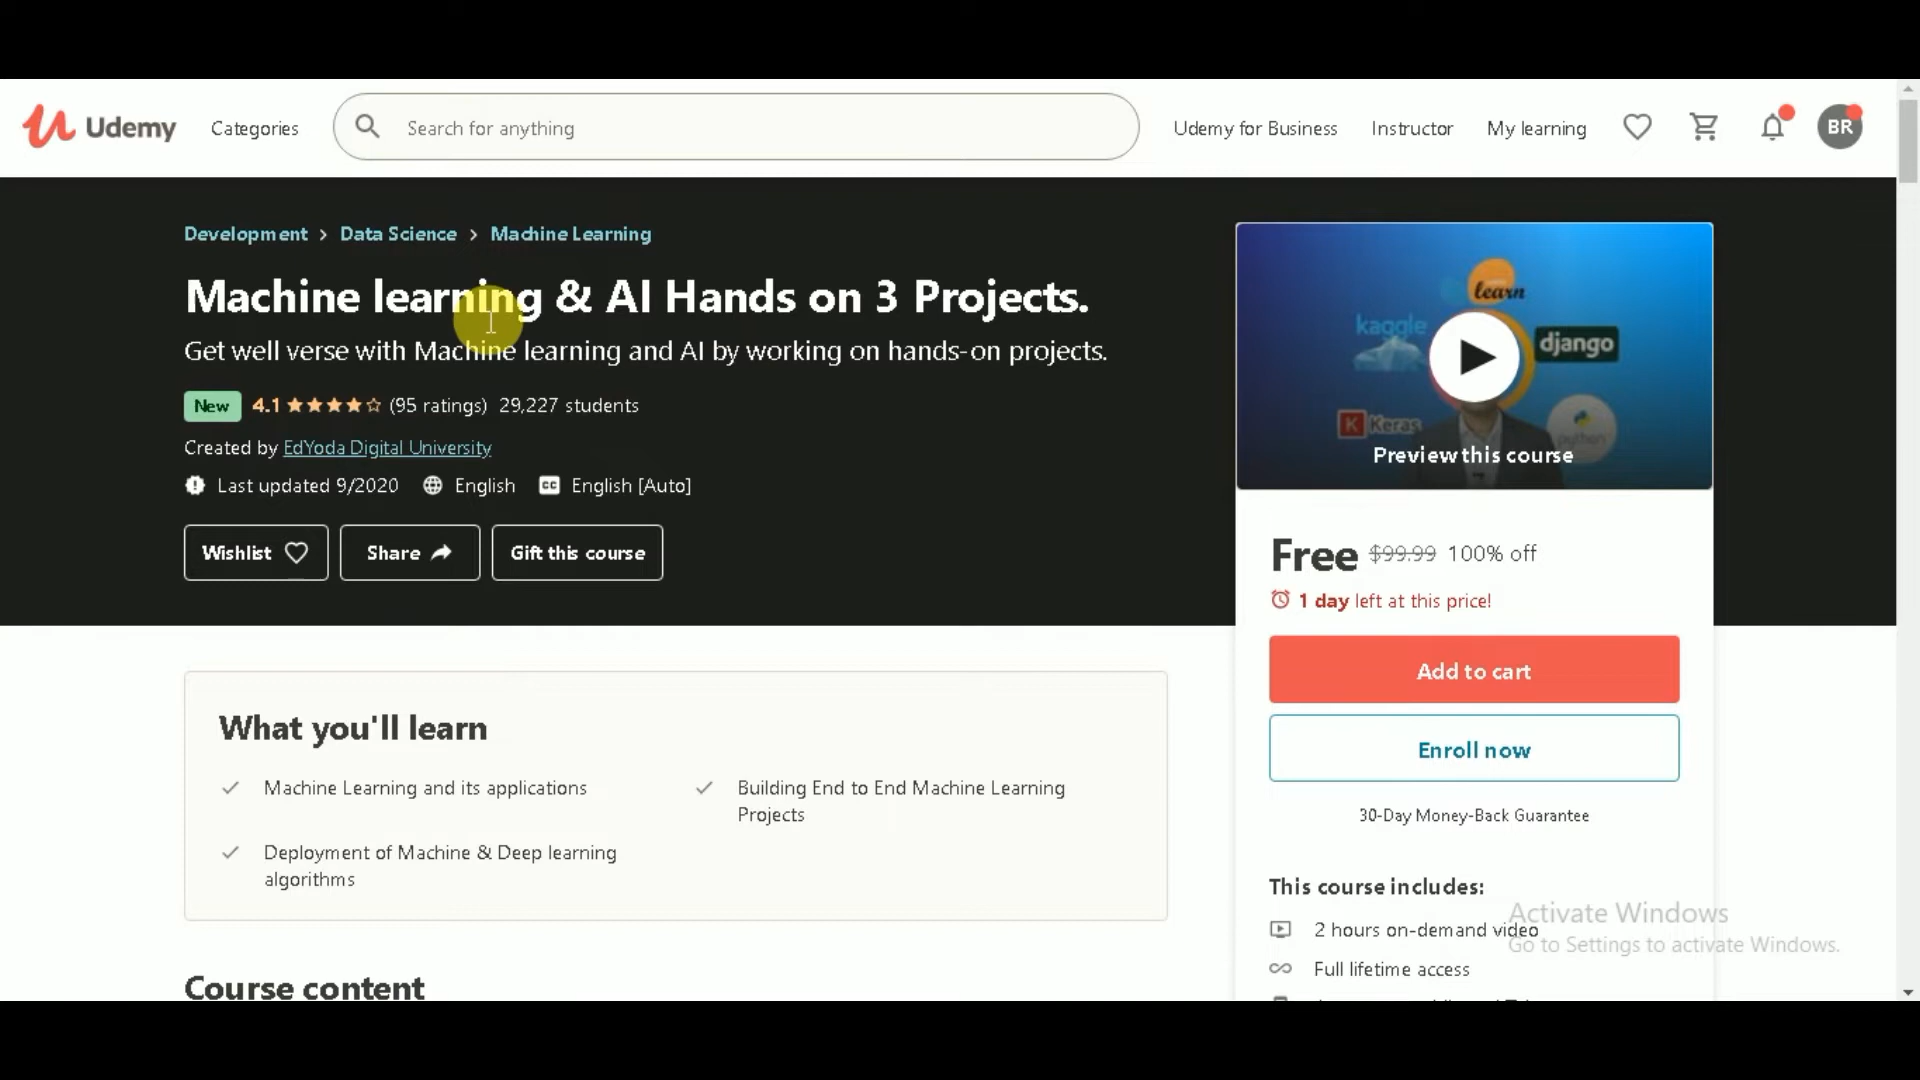 Udemy
Categories
Search for anything
Udemy for Business
Instructor
My learning
BR
Development > Data Science > Machine Learning
Machine learning & AI Hands on 3 Projects.
Get well verse with Machine learning and AI by working on hands-on projects.
New 4.1 (95 ratings) 29,227 students
Created by EdYoda Digital University
Last updated 9/2020 English CC English [Auto]
Wishlist
Share
Gift this course
learn
kaggle
django
K Keras
python
Preview this course
Free $99.99 100% off
1 day left at this price!
Add to cart
Enroll now
30-Day Money-Back Guarantee
What you'll learn
Machine Learning and its applications
Building End to End Machine Learning
Projects
Deployment of Machine & Deep learning
algorithms
This course includes:
2 hours on-demand video
Full lifetime access
Activate Windows
Go to Settings to activate Windows.
Course content